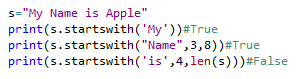 s="My Name is Apple"
print(s.startswith('My'))#True
print(s.startswith("Name",3,8))#True
print(s.startswith('is',4,len(s)))#False